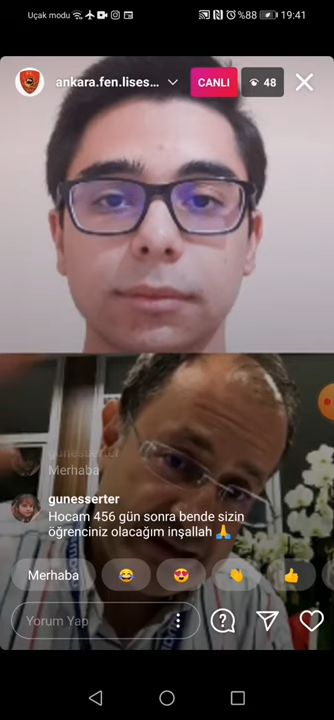 Uçak modu %88 19:41
ankara.fen.lises... CANLI 48
gunesserter
Merhaba
gunesserter
Hocam 456 gün sonra bende sizin
öğrenciniz olacağım inşallah 🙏
Merhaba 😂 😍 👏 👍
Yorum Yap